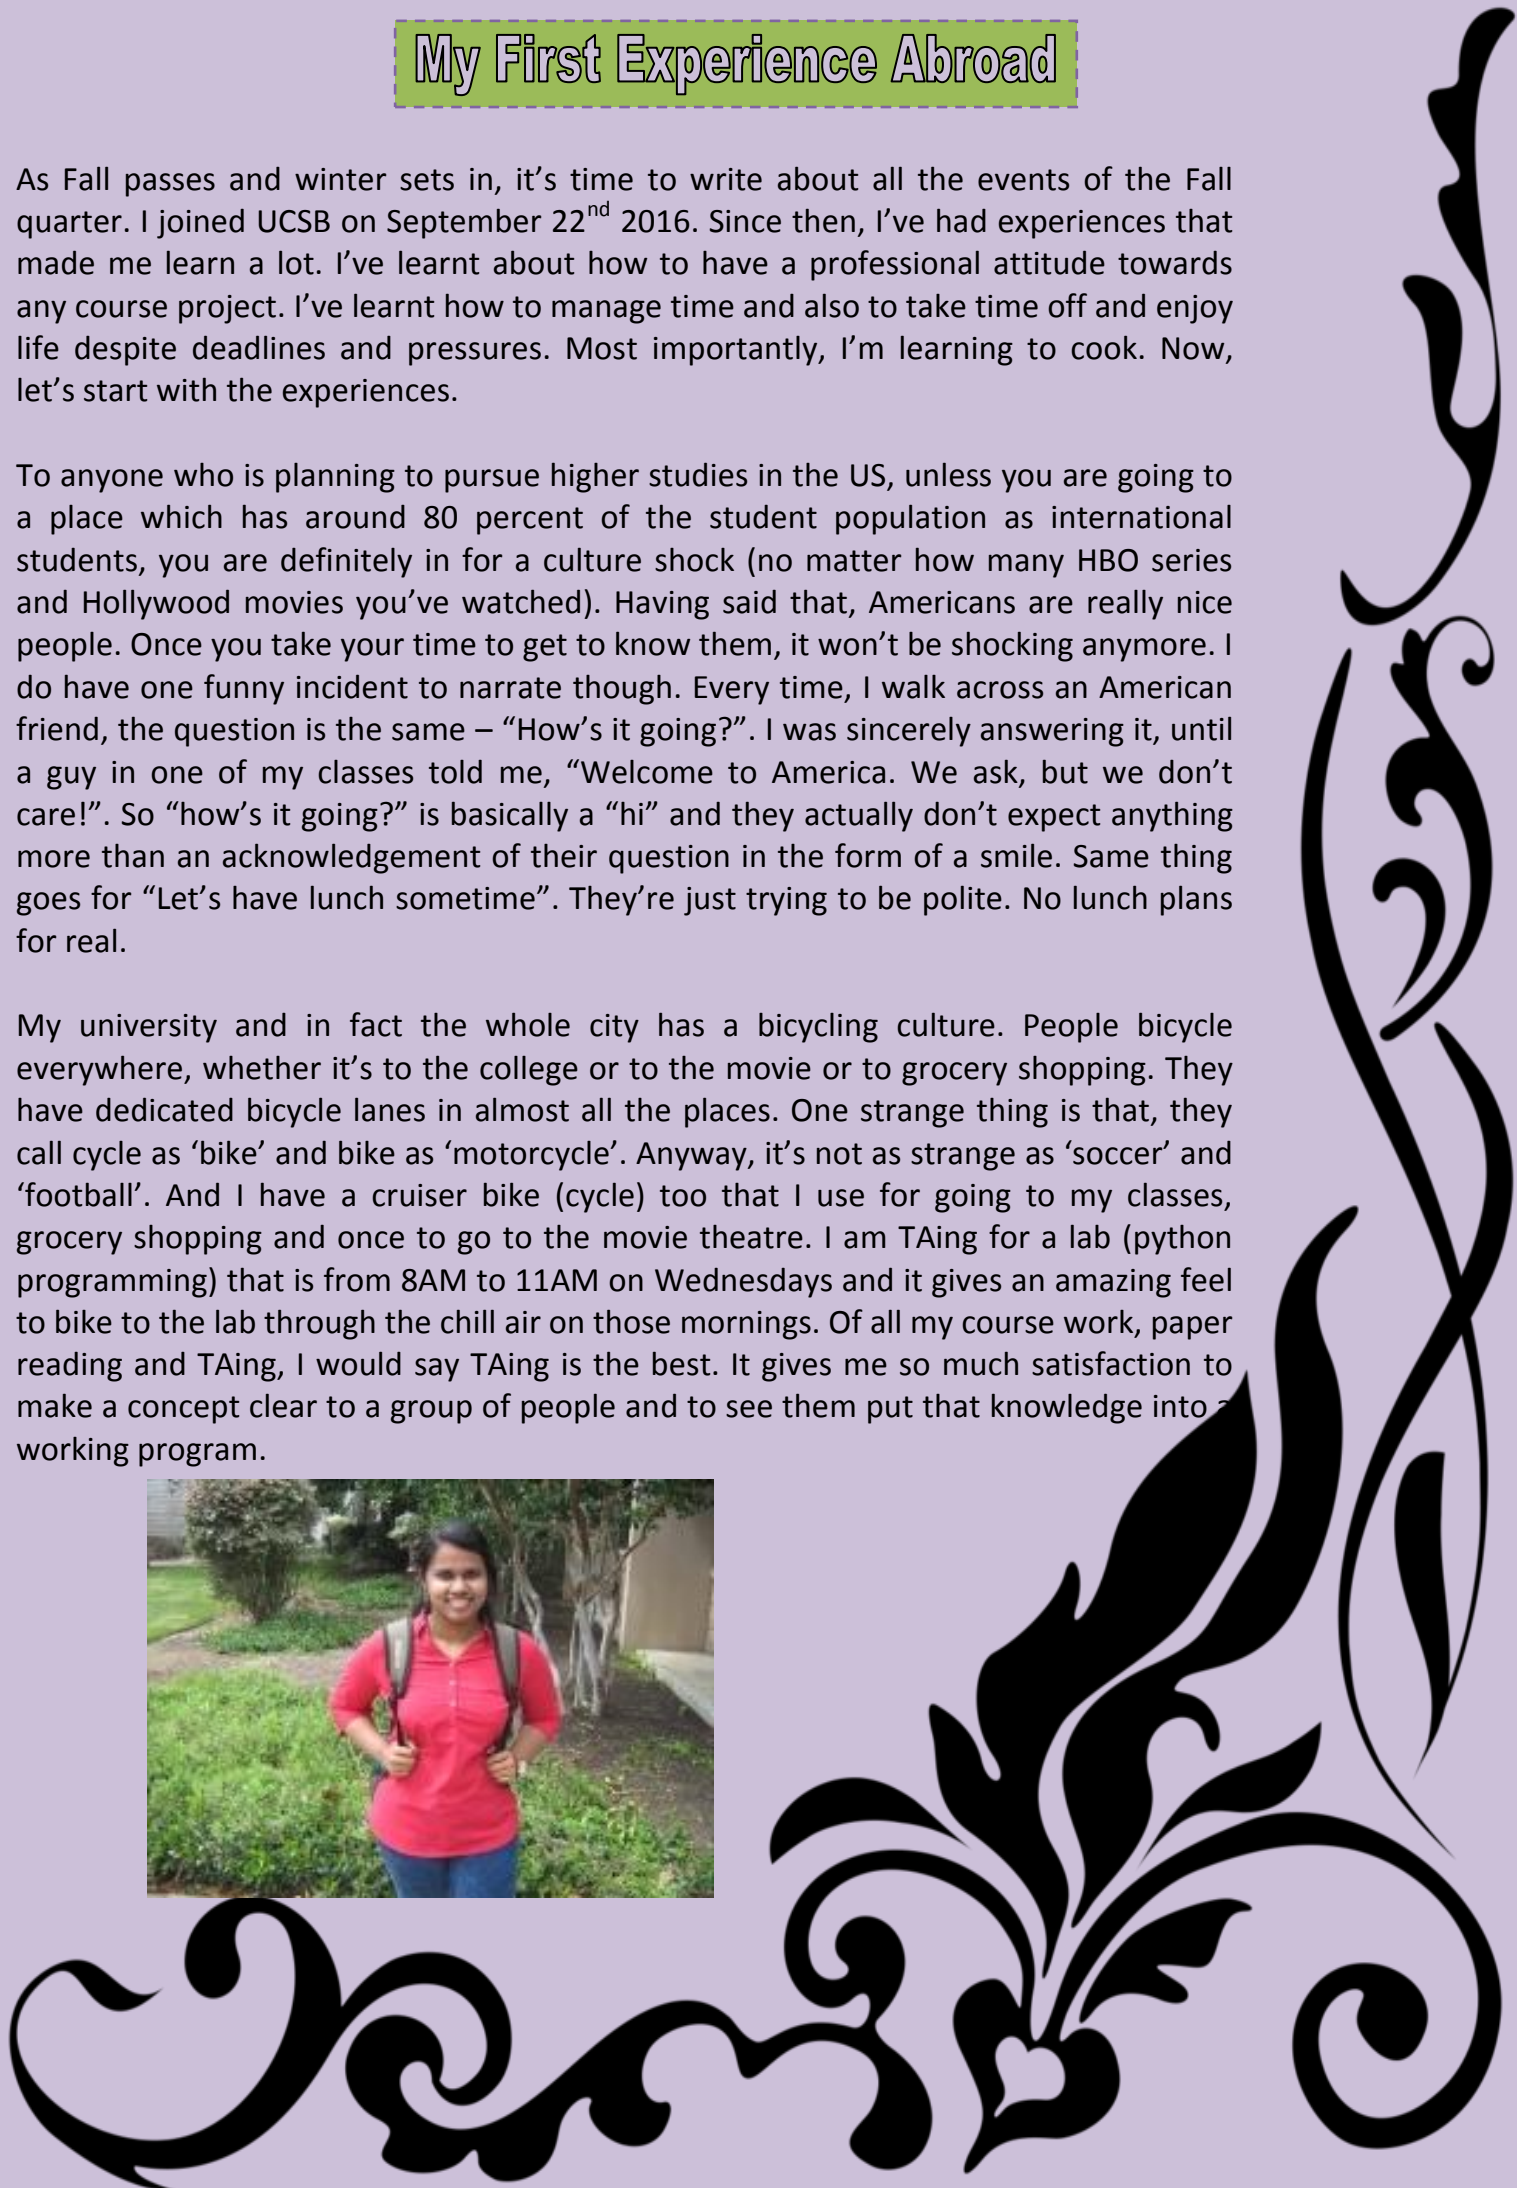 My First Experience Abroad
As Fall passes and winter sets in, it’s time to write about all the events of the Fall
quarter. I joined UCSB on September 22nd 2016. Since then, I’ve had experiences that
made me learn a lot. I’ve learnt about how to have a professional attitude towards
any course project. I’ve learnt how to manage time and also to take time off and enjoy
life despite deadlines and pressures. Most importantly, I’m learning to cook. Now,
let’s start with the experiences.
To anyone who is planning to pursue higher studies in the US, unless you are going to
a place which has around 80 percent of the student population as international
students, you are definitely in for a culture shock (no matter how many HBO series
and Hollywood movies you’ve watched). Having said that, Americans are really nice
people. Once you take your time to get to know them, it won’t be shocking anymore. I
do have one funny incident to narrate though. Every time, I walk across an American
friend, the question is the same – “How’s it going?”. I was sincerely answering it, until
a guy in one of my classes told me, “Welcome to America. We ask, but we don’t
care!”. So “how’s it going?” is basically a “hi” and they actually don’t expect anything
more than an acknowledgement of their question in the form of a smile. Same thing
goes for “Let’s have lunch sometime”. They’re just trying to be polite. No lunch plans
for real.
My university and in fact the whole city has a bicycling culture. People bicycle
everywhere, whether it’s to the college or to the movie or to grocery shopping. They
have dedicated bicycle lanes in almost all the places. One strange thing is that, they
call cycle as ‘bike’ and bike as ‘motorcycle’. Anyway, it’s not as strange as ‘soccer’ and
‘football’. And I have a cruiser bike (cycle) too that I use for going to my classes,
grocery shopping and once to go to the movie theatre. I am TAing for a lab (python
programming) that is from 8AM to 11AM on Wednesdays and it gives an amazing feel
to bike to the lab through the chill air on those mornings. Of all my course work, paper
reading and TAing, I would say TAing is the best. It gives me so much satisfaction to
make a concept clear to a group of people and to see them put that knowledge into a
working program.